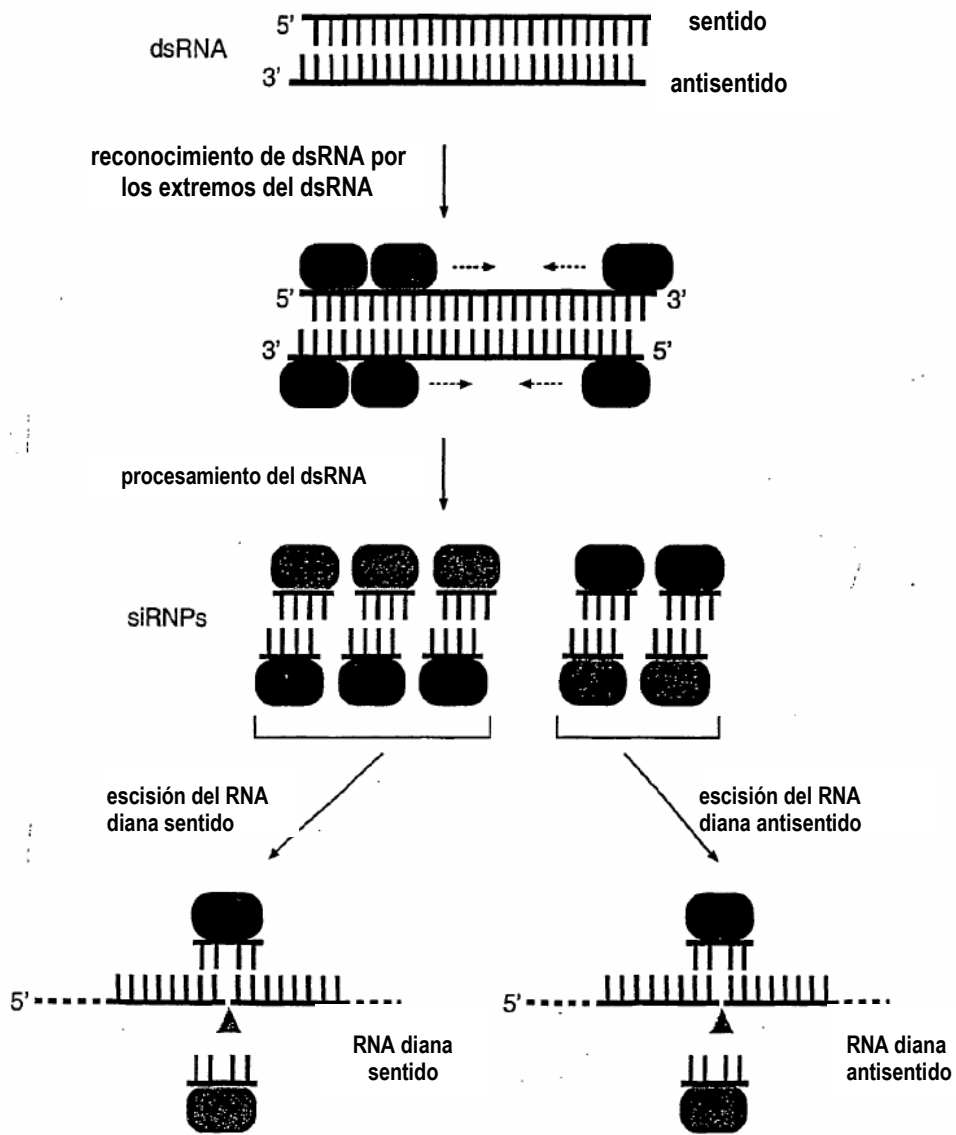 5'
sentido
dsRNA
3'
antisentido
reconocimiento de dsRNA por
los extremos del dsRNA
5'
3'
3'
5'
procesamiento del dsRNA
siRNPs
escisión del RNA
diana sentido
escisión del RNA
diana antisentido
5'
RNA diana
sentido
5'
RNA diana
antisentido